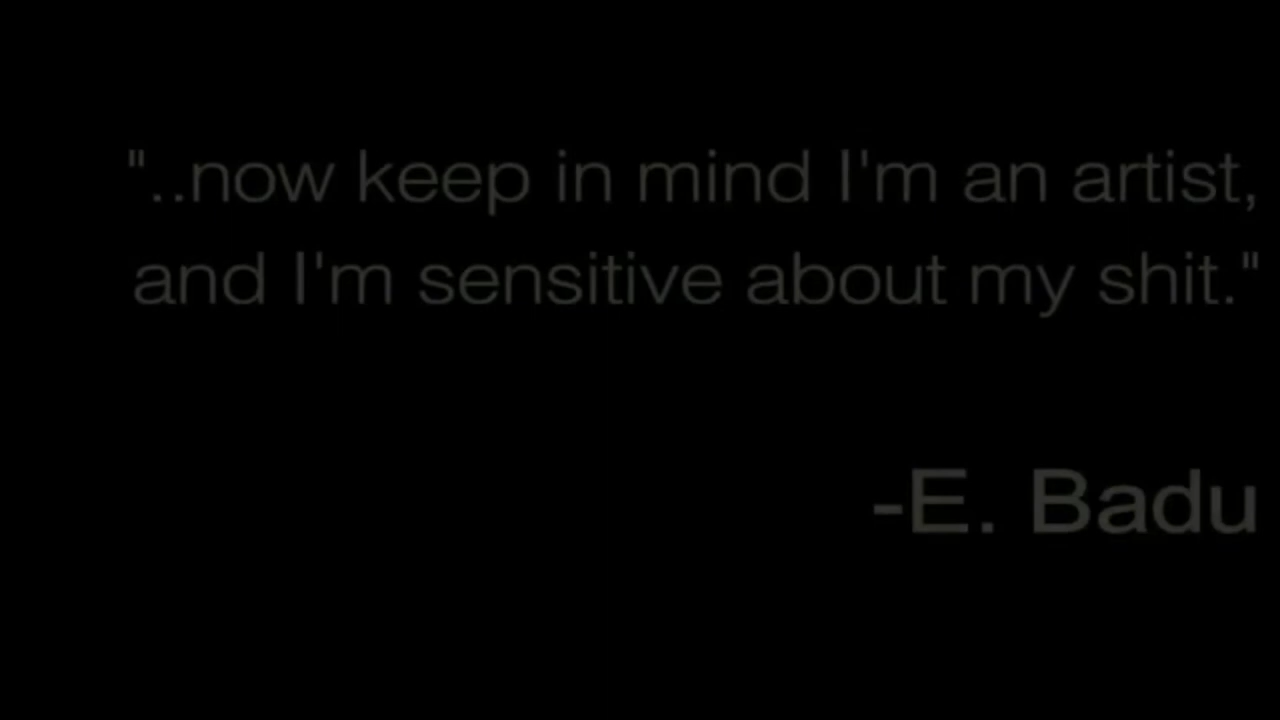 "..now keep in mind I'm an artist,
and I'm sensitive about my shit."
-E. Badu